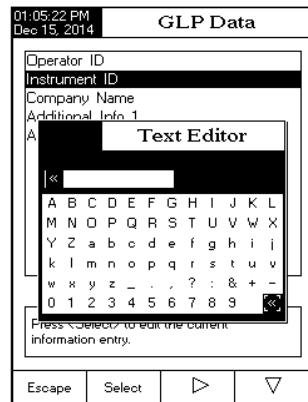 01:05:22 PM
Dec 15, 2014
GLP Data
Operator ID
Instrument ID
Company Name
Additional Info 1
A
Text Editor
«
A B C D E F G H I J K L
M N O P Q R S T U V W X
Y Z a b c d e f g h i j
k l m n o p q r s t u v
w x y z _ . , ? : & + -
0 1 2 3 4 5 6 7 8 9 «
Press <Select> to edit the current
information entry.
Escape
Select